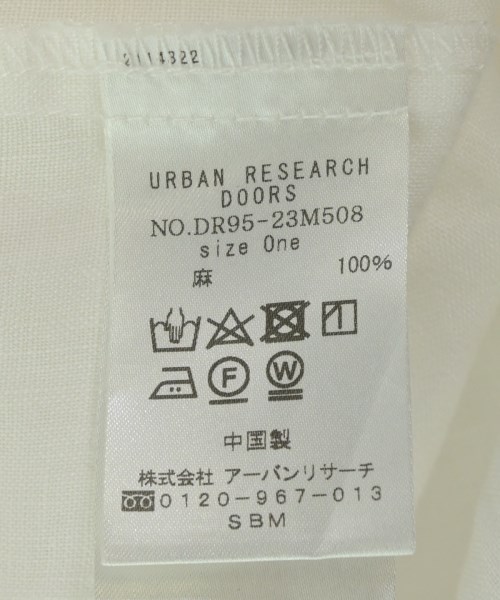 2114322
URBAN RESEARCH
DOORS
NO.DR95-23M508
size One
麻 100%
F W
中国製
株式会社 アーバンリサーチ
0120-967-013
SBM